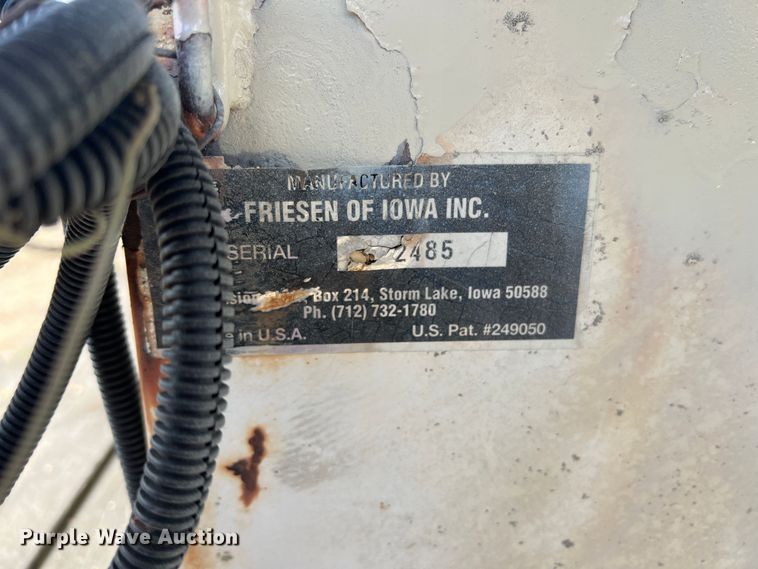 MANUFACTURED BY
FRIESEN OF IOWA INC.
SERIAL 2485
Box 214, Storm Lake, Iowa 50588
Ph. (712) 732-1780
in U.S.A. U.S. Pat. #249050
Purple Wave Auction